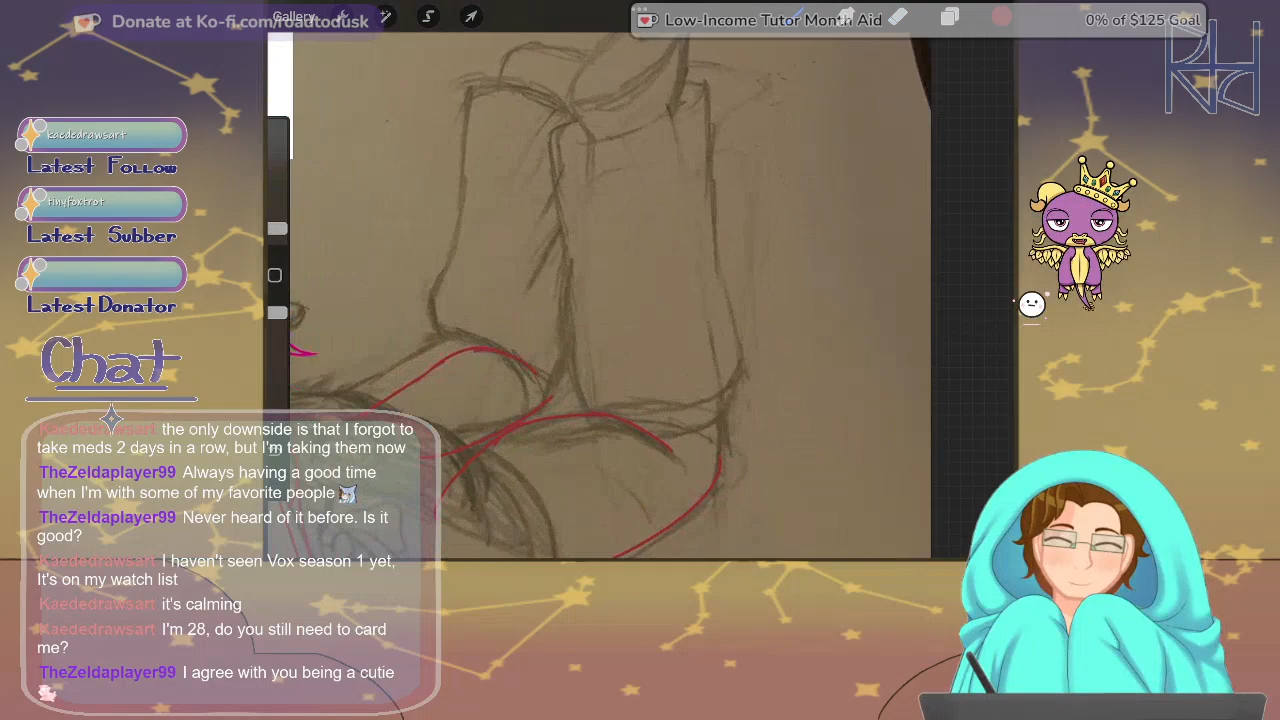 Donate at Ko-fi.com/roadtodusk
Gallery
Low-Income Tutor Month Aid
0% of $125 Goal
kaededrawsart
Latest Follow
tinyfoxtrot
Latest Subber
Latest Donator
Chat
Kaededrawsart the only downside is that I forgot to
take meds 2 days in a row, but I'm taking them now
TheZeldaplayer99 Always having a good time
when I'm with some of my favorite people
TheZeldaplayer99 Never heard of it before. Is it
good?
Kaededrawsart I haven't seen Vox season 1 yet,
It's on my watch list
Kaededrawsart it's calming
Kaededrawsart I'm 28, do you still need to card
me?
TheZeldaplayer99 I agree with you being a cutie